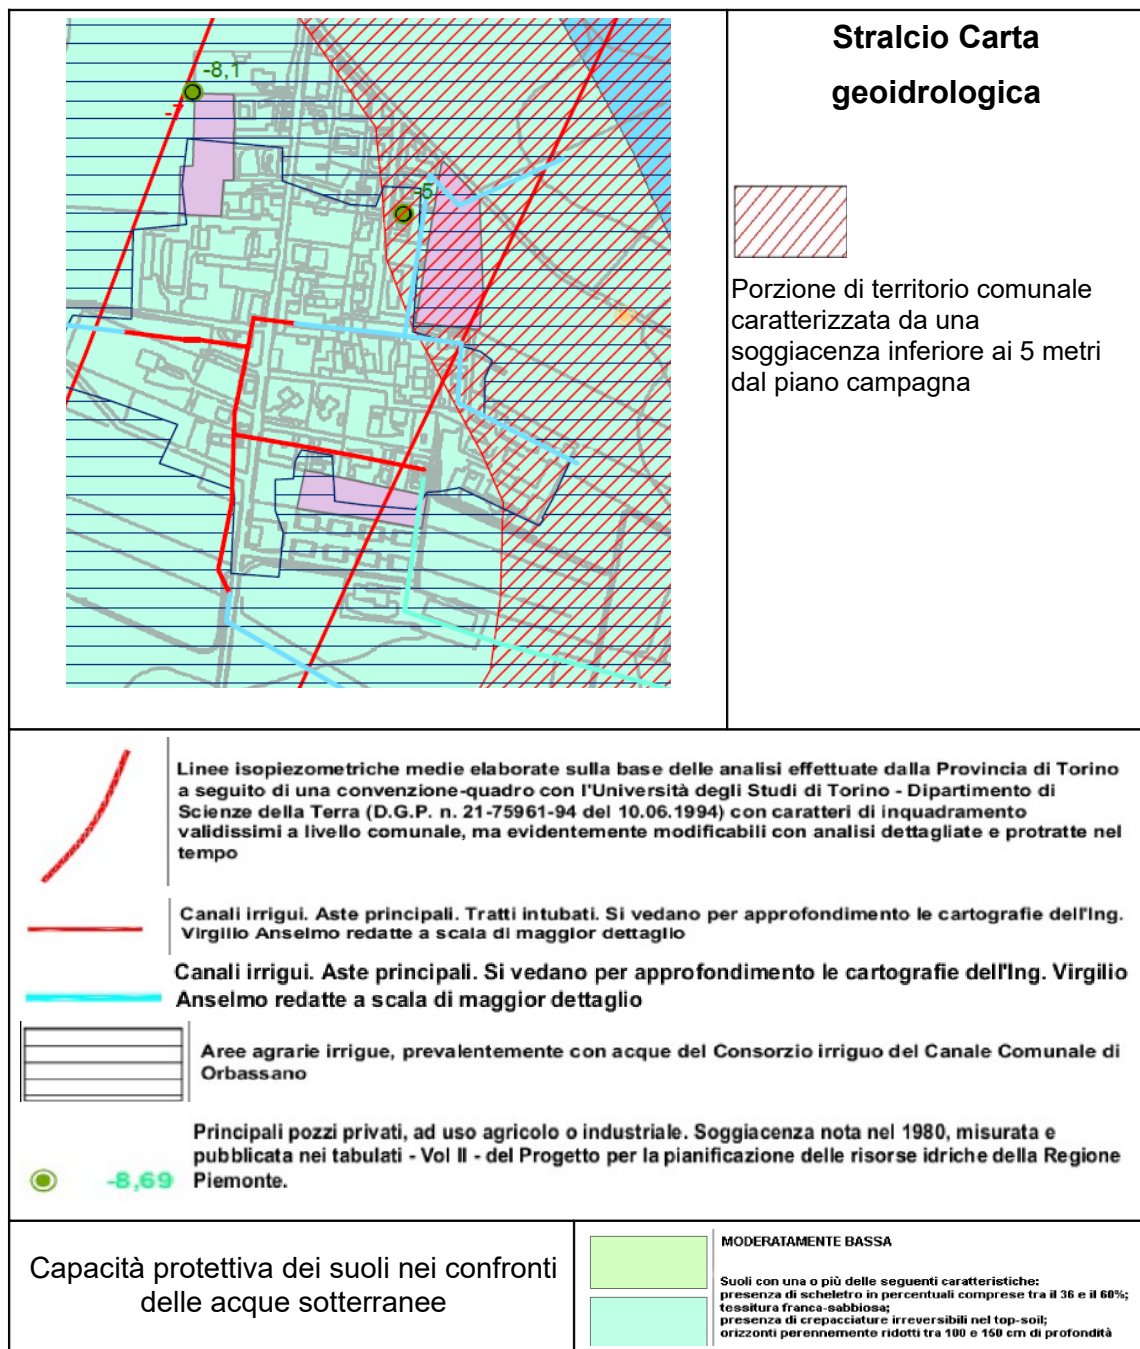 Stralcio Carta
geoidrologica
-8,1
-7
-5
Porzione di territorio comunale
caratterizzata da una
soggiacenza inferiore ai 5 metri
dal piano campagna
Linee isopiezometriche medie elaborate sulla base delle analisi effettuate dalla Provincia di Torino
a seguito di una convenzione-quadro con l'Università degli Studi di Torino - Dipartimento di
Scienze della Terra (D.G.P. n. 21-75961-94 del 10.06.1994) con caratteri di inquadramento
validissimi a livello comunale, ma evidentemente modificabili con analisi dettagliate e protratte nel
tempo
Canali irrigui. Aste principali. Tratti intubati. Si vedano per approfondimento le cartografie dell'Ing.
Virgilio Anselmo redatte a scala di maggior dettaglio
Canali irrigui. Aste principali. Si vedano per approfondimento le cartografie dell'Ing. Virgilio
Anselmo redatte a scala di maggior dettaglio
Aree agrarie irrigue, prevalentemente con acque del Consorzio irriguo del Canale Comunale di
Orbassano
Principali pozzi privati, ad uso agricolo o industriale. Soggiacenza nota nel 1980, misurata e
pubblicata nei tabulati - Vol II - del Progetto per la pianificazione delle risorse idriche della Regione
Piemonte.
-8,69
Capacità protettiva dei suoli nei confronti
delle acque sotterranee
MODERATAMENTE BASSA
Suoli con una o più delle seguenti caratteristiche:
presenza di scheletro in percentuali comprese tra il 36 e il 60%;
tessitura franca-sabbiosa;
presenza di crepacciature irreversibili nel top-soil;
orizzonti perennemente ridotti tra 100 e 150 cm di profondità